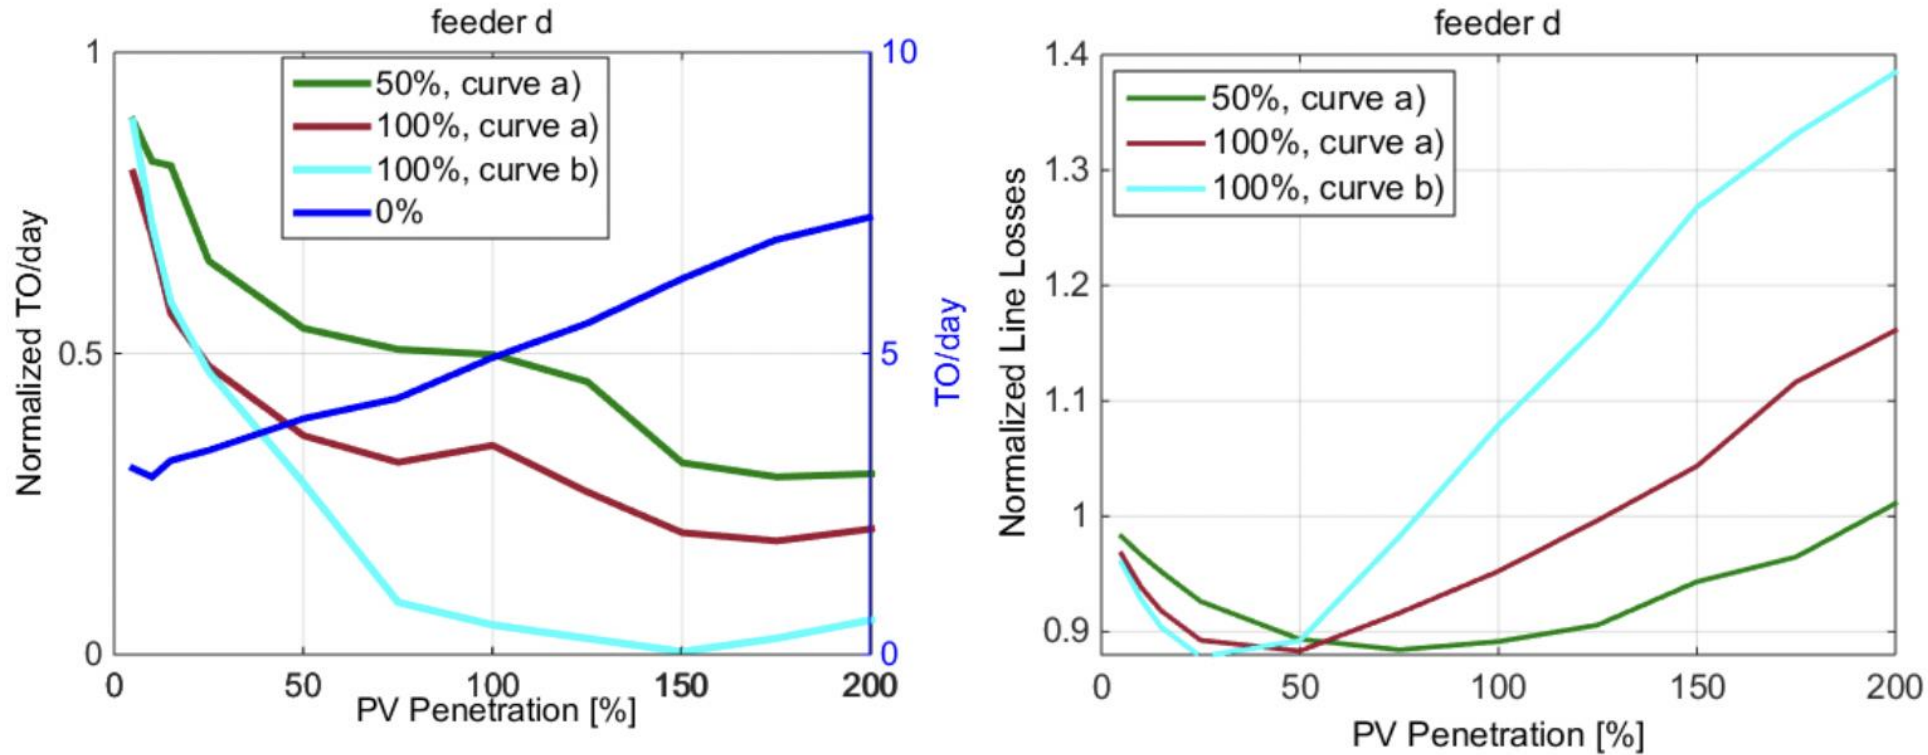 feeder d
1
0.5
0
Normalized TO/day
50%, curve a)
100%, curve a)
100%, curve b)
0%
10
5
0
TO/day
0
50
100
150
200
PV Penetration [%]
feeder d
1.4
1.3
1.2
1.1
1
0.9
Normalized Line Losses
50%, curve a)
100%, curve a)
100%, curve b)
0
50
100
150
200
PV Penetration [%]